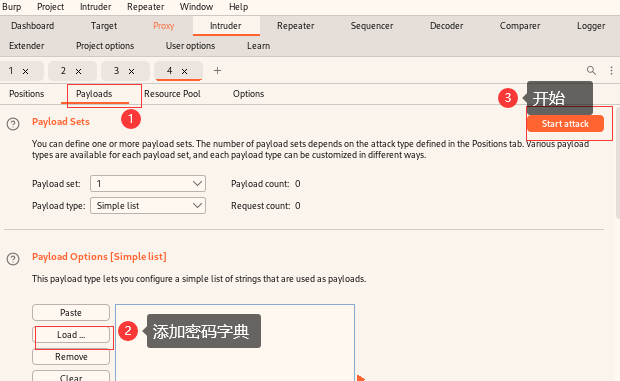 Burp Project Intruder Repeater Window Help
Dashboard Target Proxy Intruder Repeater Sequencer Decoder Comparer Logger
Extender Project options User options Learn
1 × 2 × 3 × 4 × +
Positions Payloads Resource Pool Options
1
3 开始
? Payload Sets
Start attack
You can define one or more payload sets. The number of payload sets depends on the attack type defined in the Positions tab. Various payload
types are available for each payload set, and each payload type can be customized in different ways.
Payload set: 1 Payload count: 0
Payload type: Simple list Request count: 0
? Payload Options [Simple list]
This payload type lets you configure a simple list of strings that are used as payloads.
Paste
Load ... 2 添加密码字典
Remove
Clear